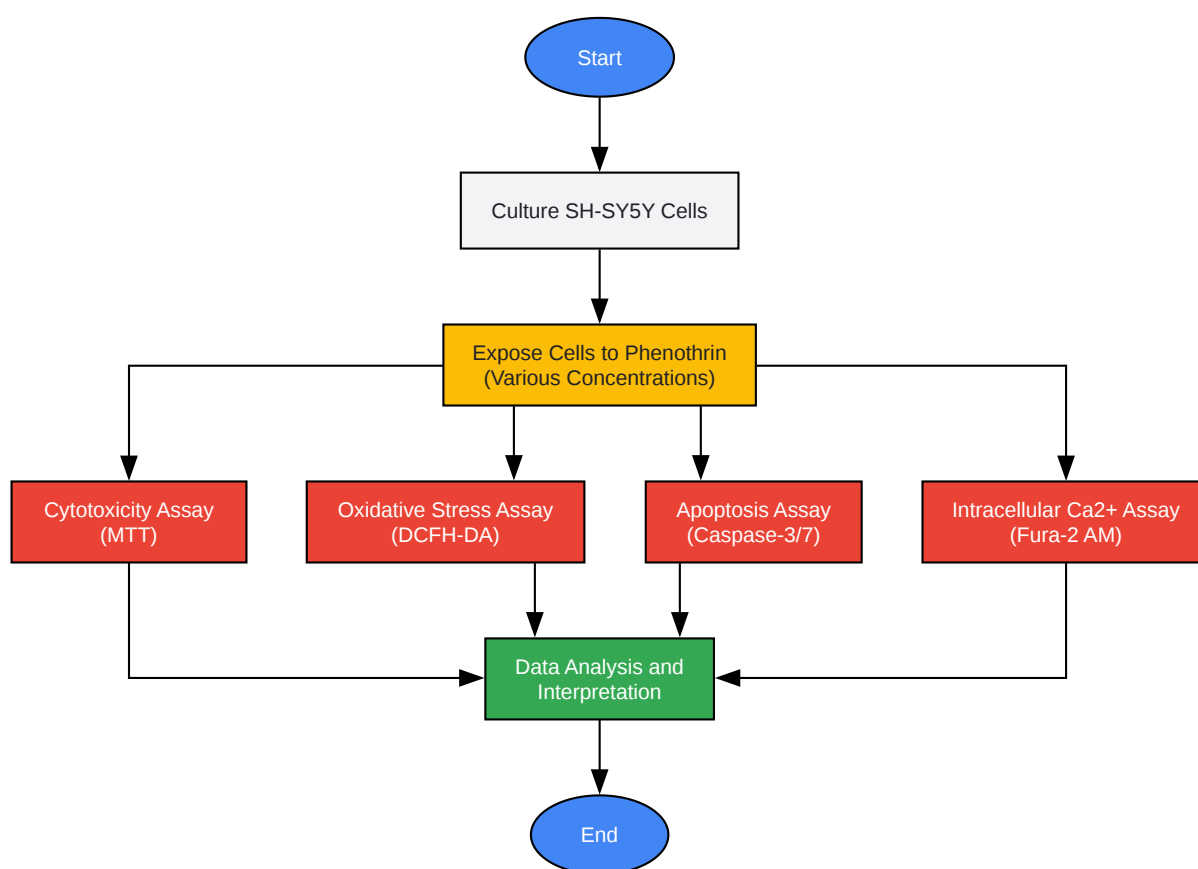 Start
Culture SH-SY5Y Cells
Expose Cells to Phenothrin
(Various Concentrations)
Cytotoxicity Assay
(MTT)
Oxidative Stress Assay
(DCFH-DA)
Apoptosis Assay
(Caspase-3/7)
Intracellular Ca2+ Assay
(Fura-2 AM)
Data Analysis and
Interpretation
End